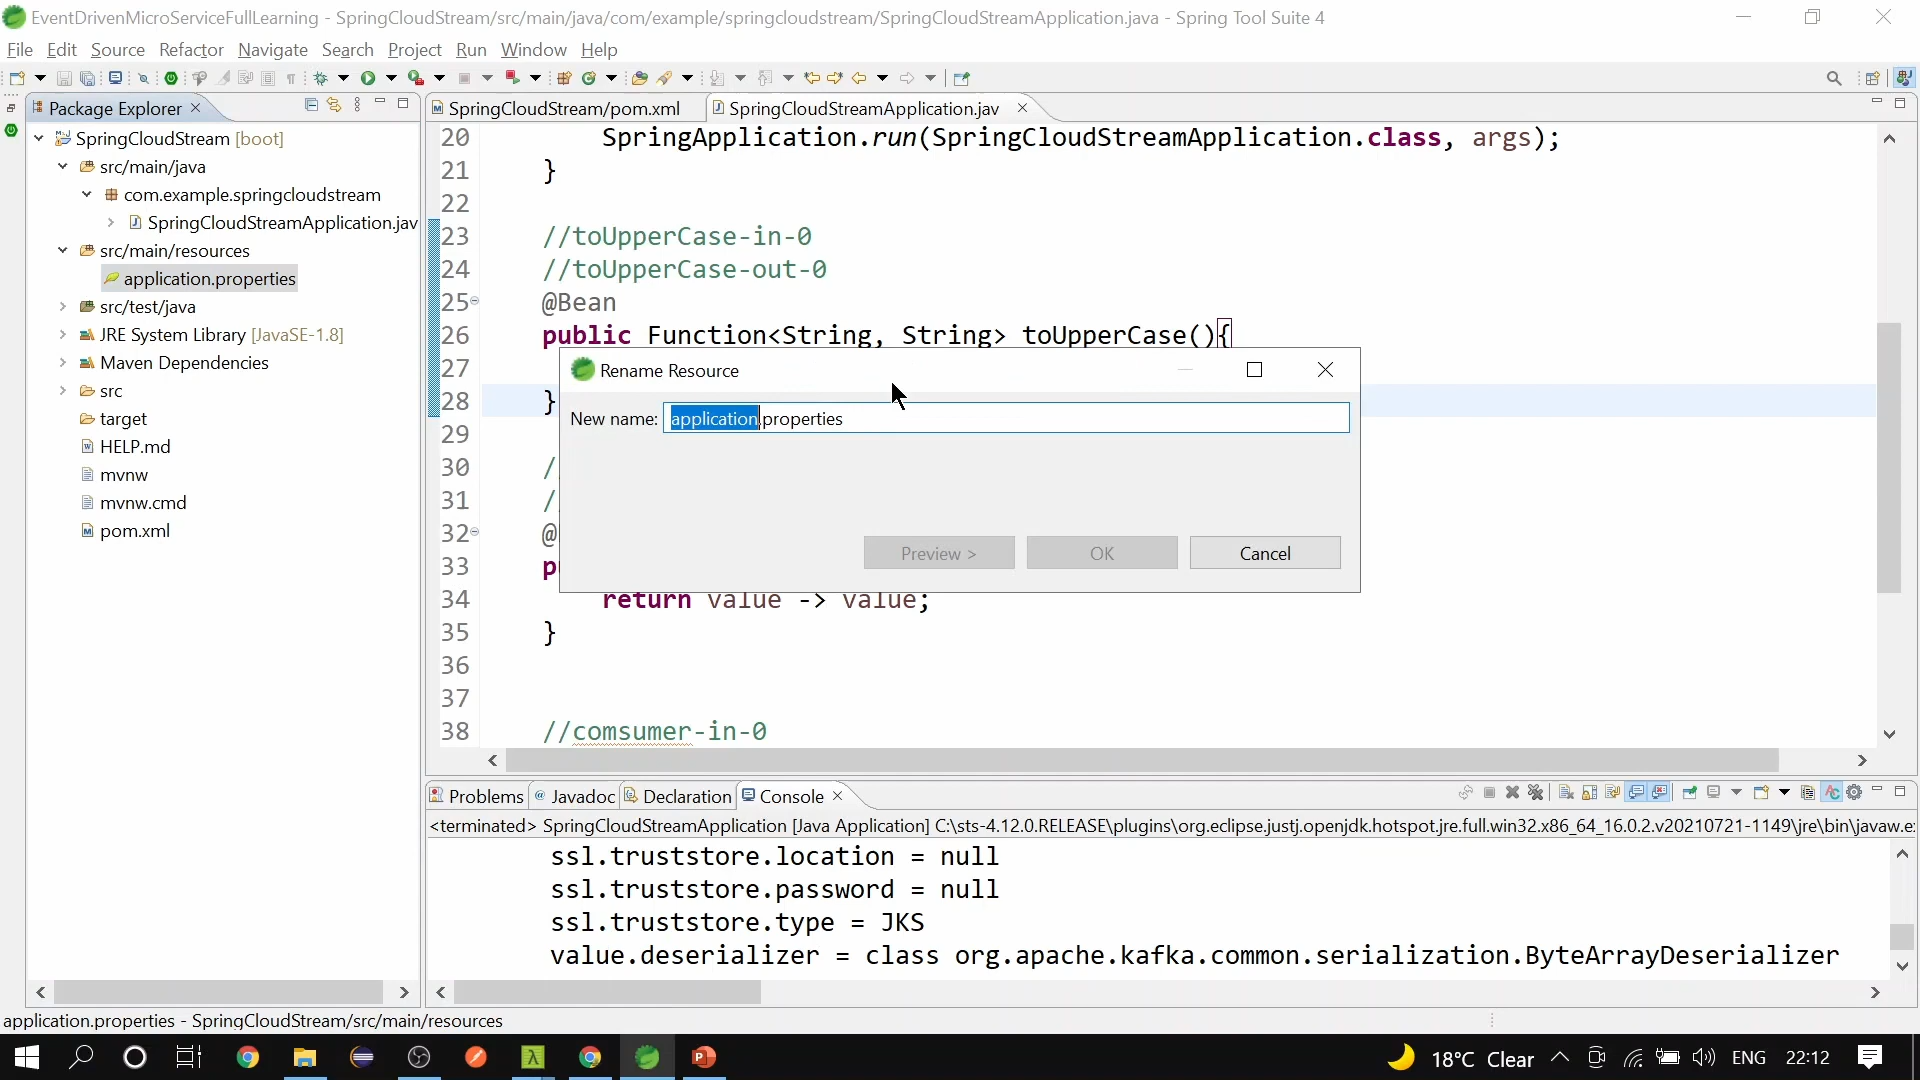 EventDrivenMicroServiceFullLearning - SpringCloudStream/src/main/java/com/example/springcloudstream/SpringCloudStreamApplication.java - Spring Tool Suite 4
File Edit Source Refactor Navigate Search Project Run Window Help
Package Explorer
SpringCloudStream/pom.xml
SpringCloudStreamApplication.jav
SpringCloudStream [boot]
src/main/java
com.example.springcloudstream
SpringCloudStreamApplication.jav
src/main/resources
application.properties
src/test/java
JRE System Library [JavaSE-1.8]
Maven Dependencies
src
target
HELP.md
mvnw
mvnw.cmd
pom.xml
20 SpringApplication.run(SpringCloudStreamApplication.class, args);
21 }
22
23 //toUpperCase-in-0
24 //toUpperCase-out-0
25 @Bean
26 public Function<String, String> toUpperCase(){
27
28 }
29
30 /
31 /
32 @
33 p
34 return value -> value;
35 }
36
37
38 //comsumer-in-0
Rename Resource
New name: application.properties
Preview > OK Cancel
Problems @ Javadoc Declaration Console
<terminated> SpringCloudStreamApplication [Java Application] C:\sts-4.12.0.RELEASE\plugins\org.eclipse.justj.openjdk.hotspot.jre.full.win32.x86_64_16.0.2.v20210721-1149\jre\bin\javaw.e
ssl.truststore.location = null
ssl.truststore.password = null
ssl.truststore.type = JKS
value.deserializer = class org.apache.kafka.common.serialization.ByteArrayDeserializer
application.properties - SpringCloudStream/src/main/resources
18°C Clear ENG 22:12